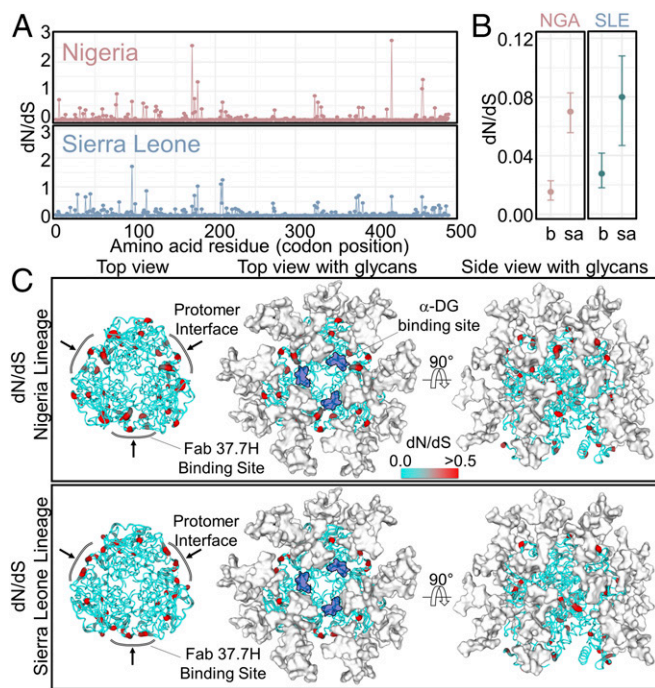 A
B
NGA
SLE
3
2
1
0
dN/dS
Nigeria
3
2
1
0
Sierra Leone
0
100
200
300
400
500
Amino acid residue (codon position)
0.12
0.08
0.04
0.00
dN/dS
b sa b sa
C
Top view
Top view with glycans
Side view with glycans
dN/dS
Nigeria Lineage
Protomer
Interface
Fab 37.7H
Binding Site
α-DG
binding site
90°
dN/dS
0.0
>0.5
dN/dS
Sierra Leone Lineage
Protomer
Interface
Fab 37.7H
Binding Site
90°